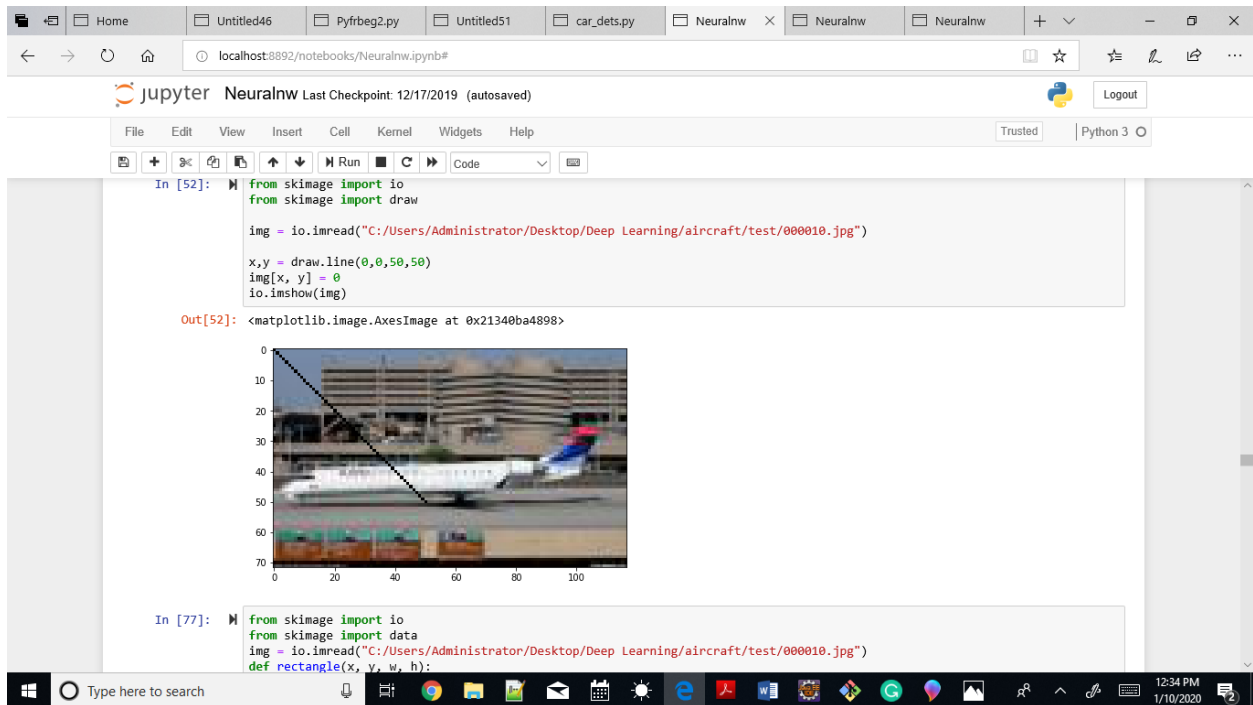 Home Untitled46 Pyfrbeg2.py Untitled51 car_dets.py Neuralnw Neuralnw Neuralnw
localhost:8892/notebooks/Neuralnw.ipynb#
jupyter Neuralnw Last Checkpoint: 12/17/2019 (autosaved) Logout
File Edit View Insert Cell Kernel Widgets Help Trusted Python 3
Run Code
In [52]: from skimage import io
from skimage import draw
img = io.imread("C:/Users/Administrator/Desktop/Deep Learning/aircraft/test/000010.jpg")
x,y = draw.line(0,0,50,50)
img[x, y] = 0
io.imshow(img)
Out[52]: <matplotlib.image.AxesImage at 0x21340ba4898>
0
10
20
30
40
50
60
70
0 20 40 60 80 100
In [77]: from skimage import io
from skimage import data
img = io.imread("C:/Users/Administrator/Desktop/Deep Learning/aircraft/test/000010.jpg")
def rectangle(x, y, w, h):
Type here to search 12:34 PM
1/10/2020 2